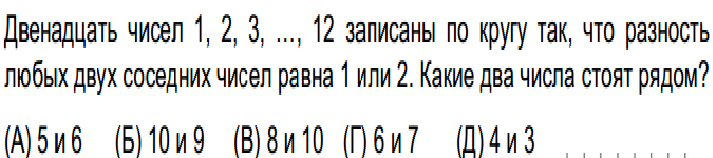 Двенадцать чисел 1, 2, 3, ..., 12 записаны по кругу так, что разность
любых двух соседних чисел равна 1 или 2. Какие два числа стоят рядом?
(А) 5 и 6 (Б) 10 и 9 (В) 8 и 10 (Г) 6 и 7 (Д) 4 и 3